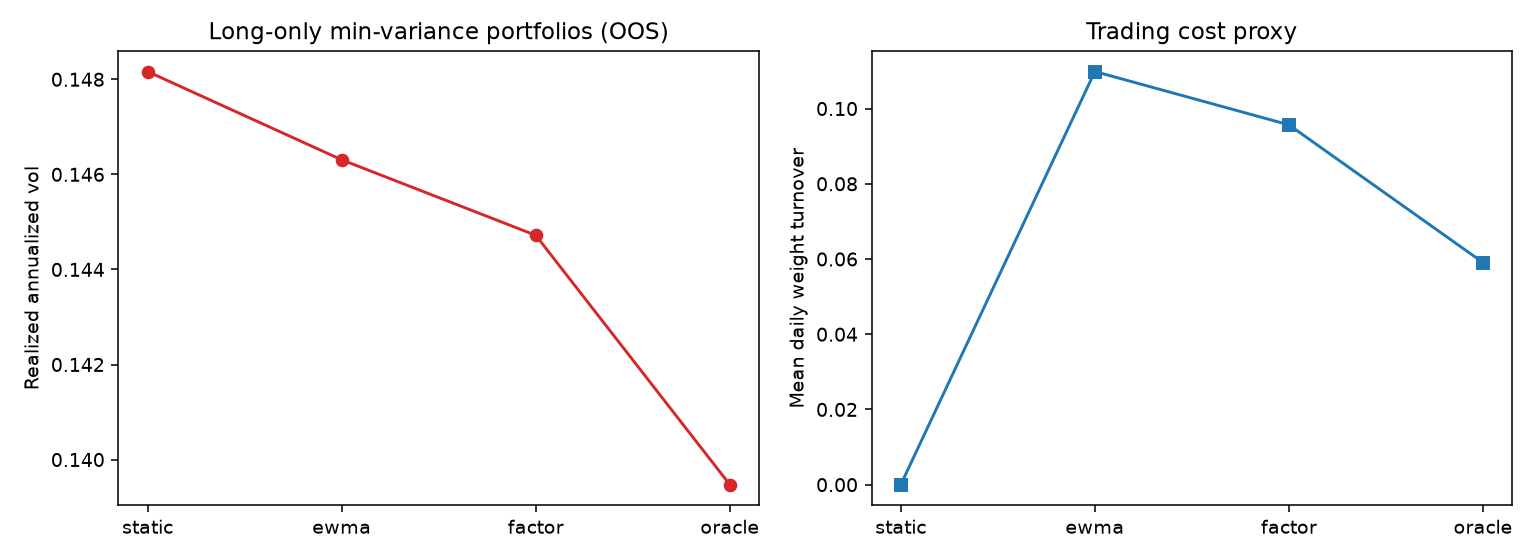 Long-only min-variance portfolios (OOS)
Realized annualized vol
0.148
0.146
0.144
0.142
0.140
static ewma factor oracle
Trading cost proxy
Mean daily weight turnover
0.10
0.08
0.06
0.04
0.02
0.00
static ewma factor oracle